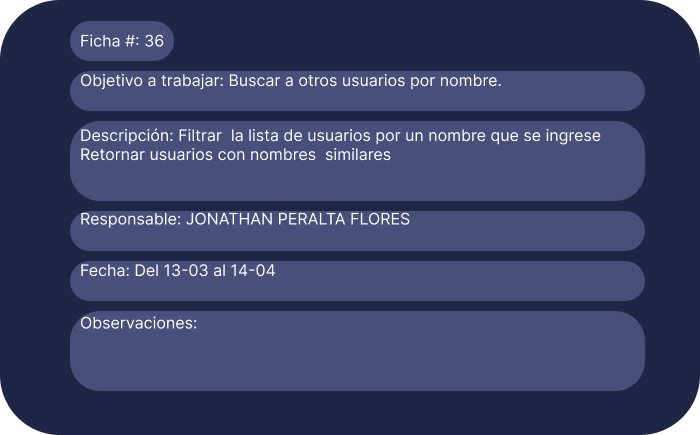 Ficha #: 36
Objetivo a trabajar: Buscar a otros usuarios por nombre.
Descripción: Filtrar  la lista de usuarios por un nombre que se ingrese
Retornar usuarios con nombres  similares
Responsable: JONATHAN PERALTA FLORES
Fecha: Del 13-03 al 14-04
Observaciones: